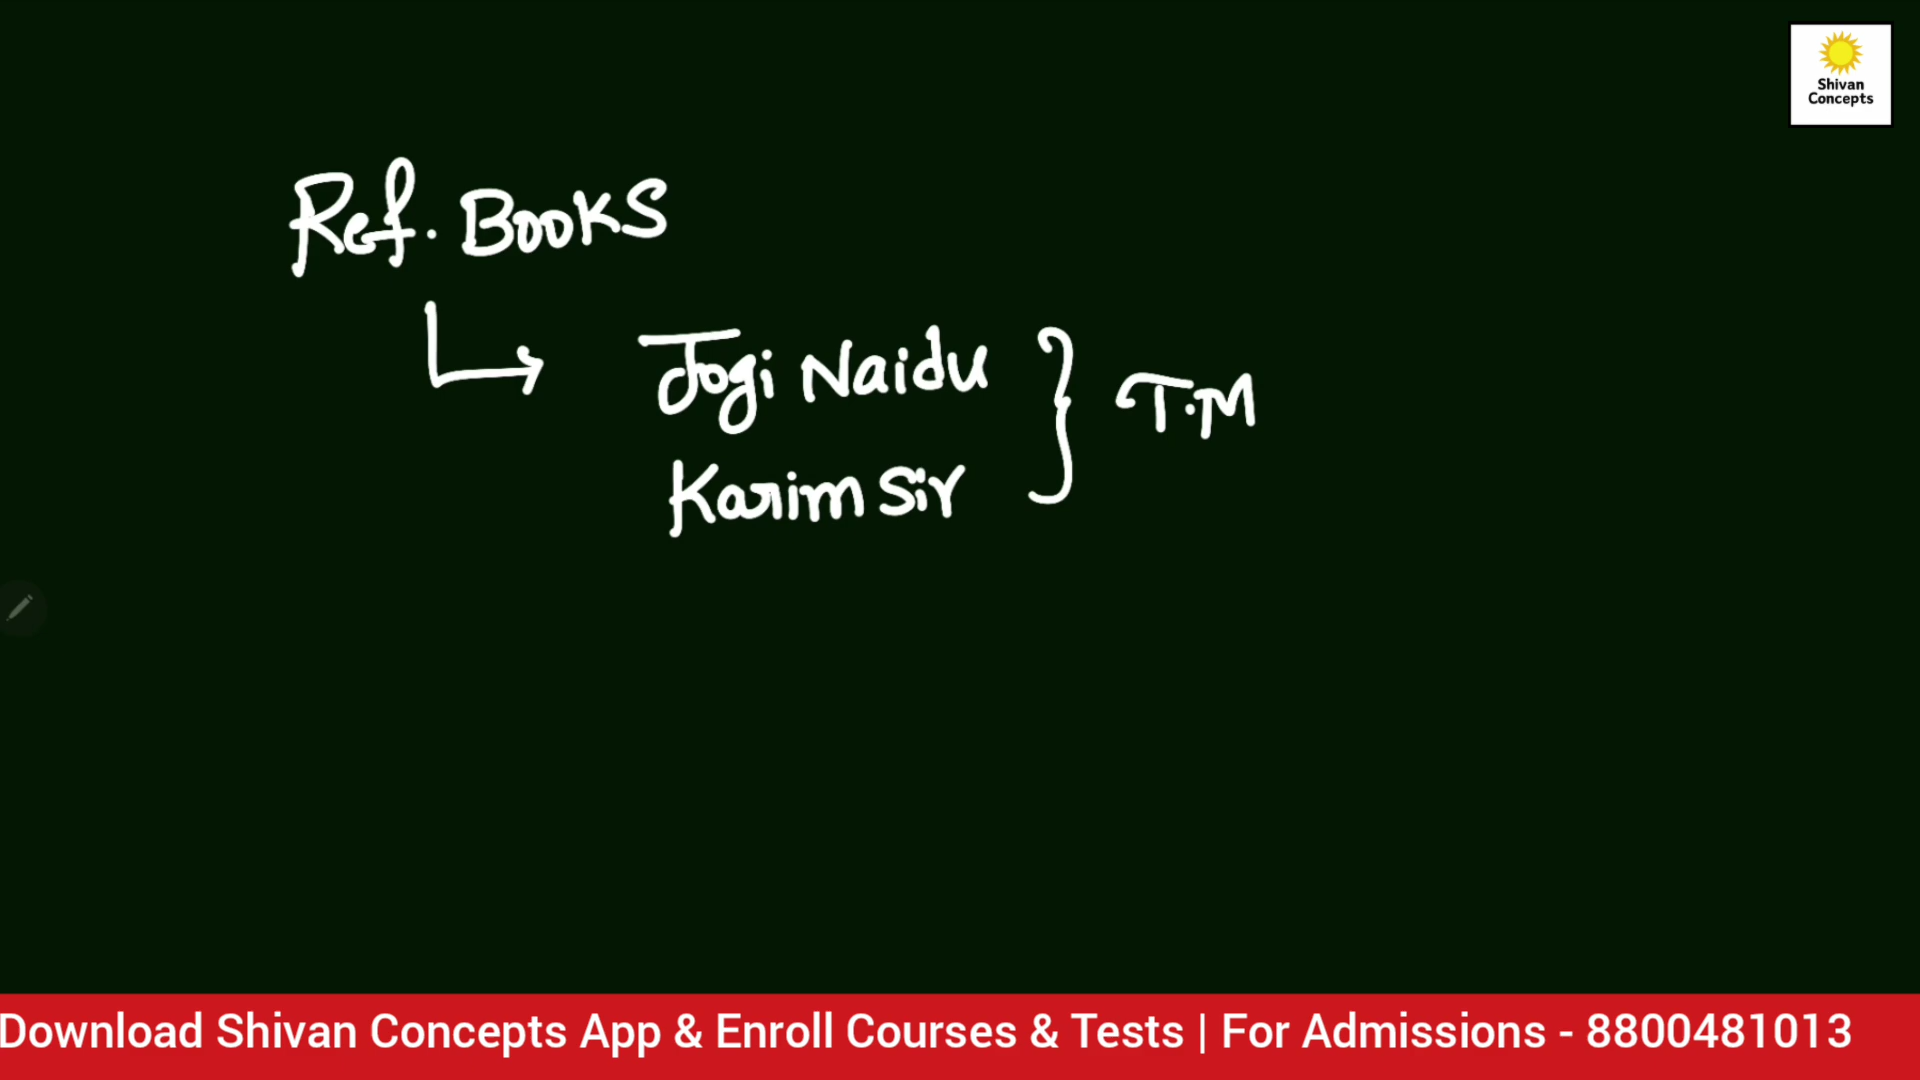 Shivan
Concepts
Ref. Books
Jogi Naidu
T.M
Karim Sir
Download Shivan Concepts App & Enroll Courses & Tests | For Admissions - 8800481013